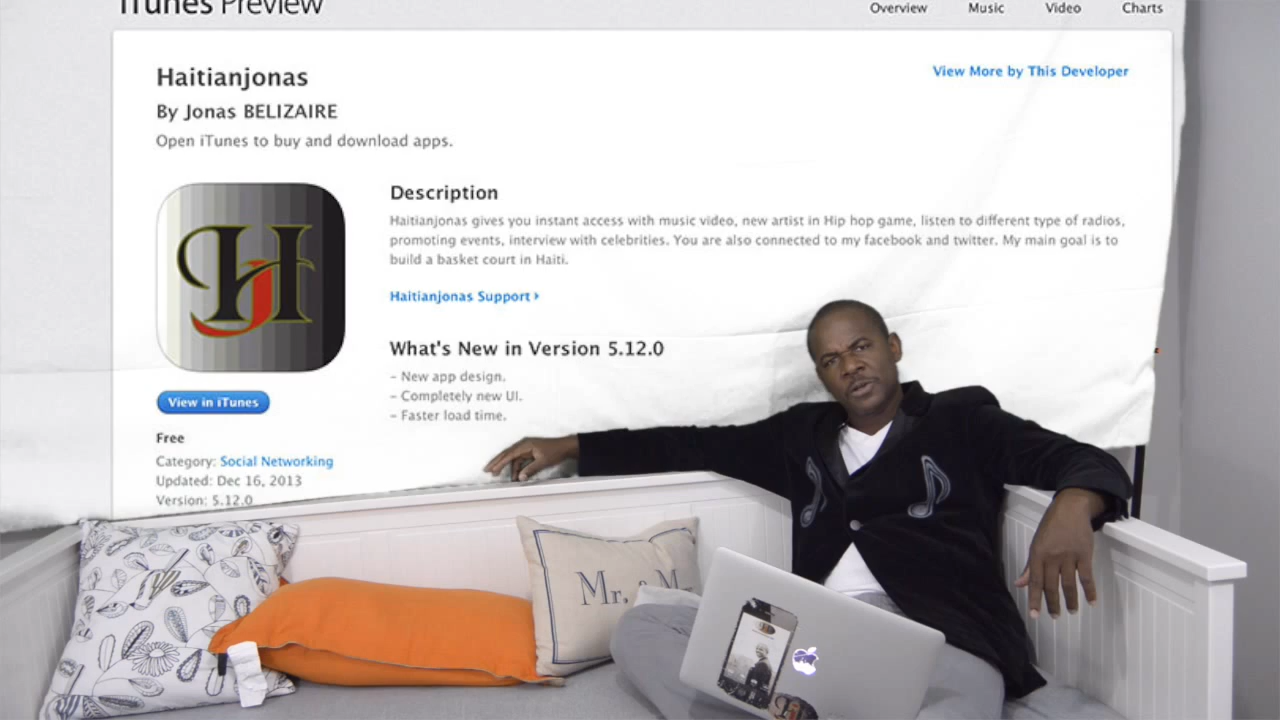 iTunes Preview
Overview Music Video Charts
Haitianjonas
View More by This Developer
By Jonas BELIZAIRE
Open iTunes to buy and download apps.
Description
Haitianjonas gives you instant access with music video, new artist in Hip hop game, listen to different type of radios,
promoting events, interview with celebrities. You are also connected to my facebook and twitter. My main goal is to
build a basket court in Haiti.
Haitianjonas Support
What's New in Version 5.12.0
- New app design.
- Completely new UI.
- Faster load time.
HJ
View in iTunes
Free
Category: Social Networking
Updated: Dec 16, 2013
Version: 5.12.0
Mr. & M